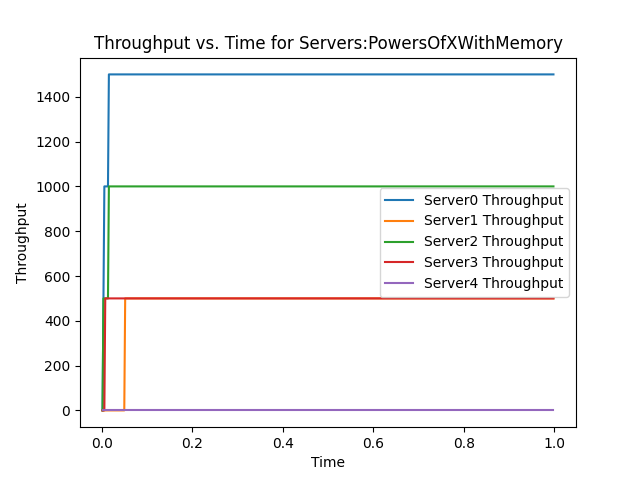 Throughput vs. Time for Servers:PowersOfXWithMemory
Throughput
1400
1200
1000
800
600
400
200
0
Server0 Throughput
Server1 Throughput
Server2 Throughput
Server3 Throughput
Server4 Throughput
0.0 0.2 0.4 0.6 0.8 1.0
Time